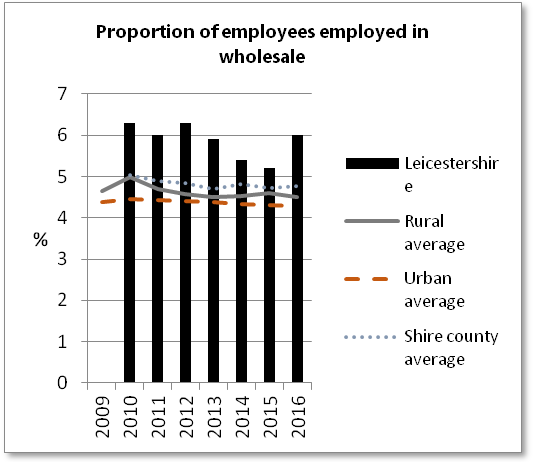 Proportion of employees employed in
wholesale
7
6
5
4
3
2
1
0
%
2009
2010
2011
2012
2013
2014
2015
2016
Leicestershir
e
Rural
average
Urban
average
Shire county
average